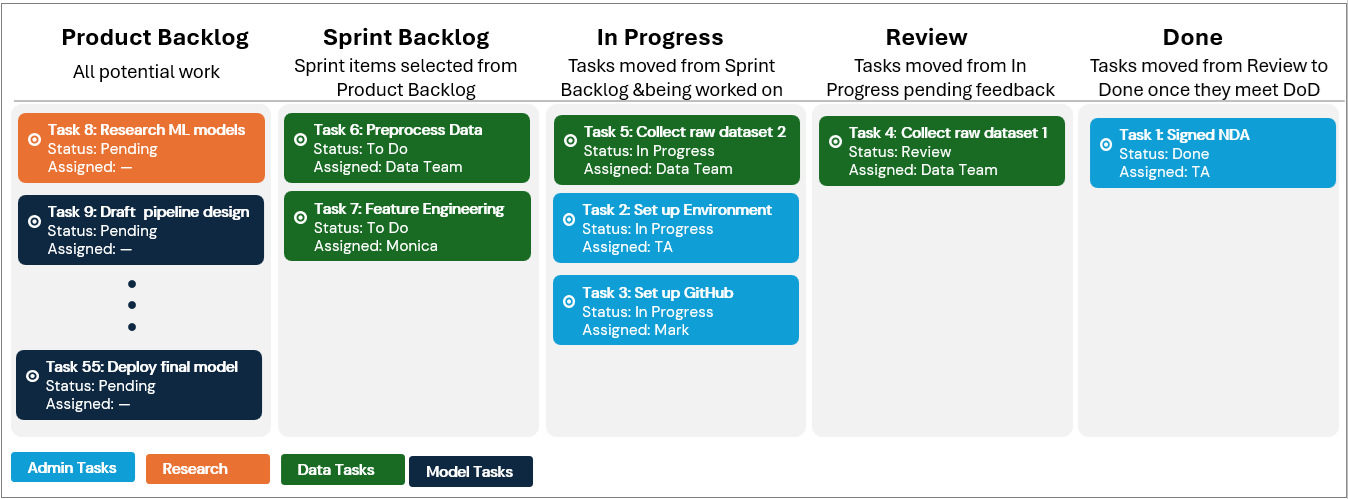 Product Backlog
All potential work
Task 8: Research ML models
Status: Pending
Assigned: —
Task 9: Draft pipeline design
Status: Pending
Assigned: —
Task 55: Deploy final model
Status: Pending
Assigned: —
Sprint Backlog
Sprint items selected from
Product Backlog
Task 6: Preprocess Data
Status: To Do
Assigned: Data Team
Task 7: Feature Engineering
Status: To Do
Assigned: Monica
In Progress
Tasks moved from Sprint
Backlog &being worked on
Task 5: Collect raw dataset 2
Status: In Progress
Assigned: Data Team
Task 2: Set up Environment
Status: In Progress
Assigned: TA
Task 3: Set up GitHub
Status: In Progress
Assigned: Mark
Review
Tasks moved from In
Progress pending feedback
Task 4: Collect raw dataset 1
Status: Review
Assigned: Data Team
Done
Tasks moved from Review to
Done once they meet DoD
Task 1: Signed NDA
Status: Done
Assigned: TA
Admin Tasks
Research
Data Tasks
Model Tasks